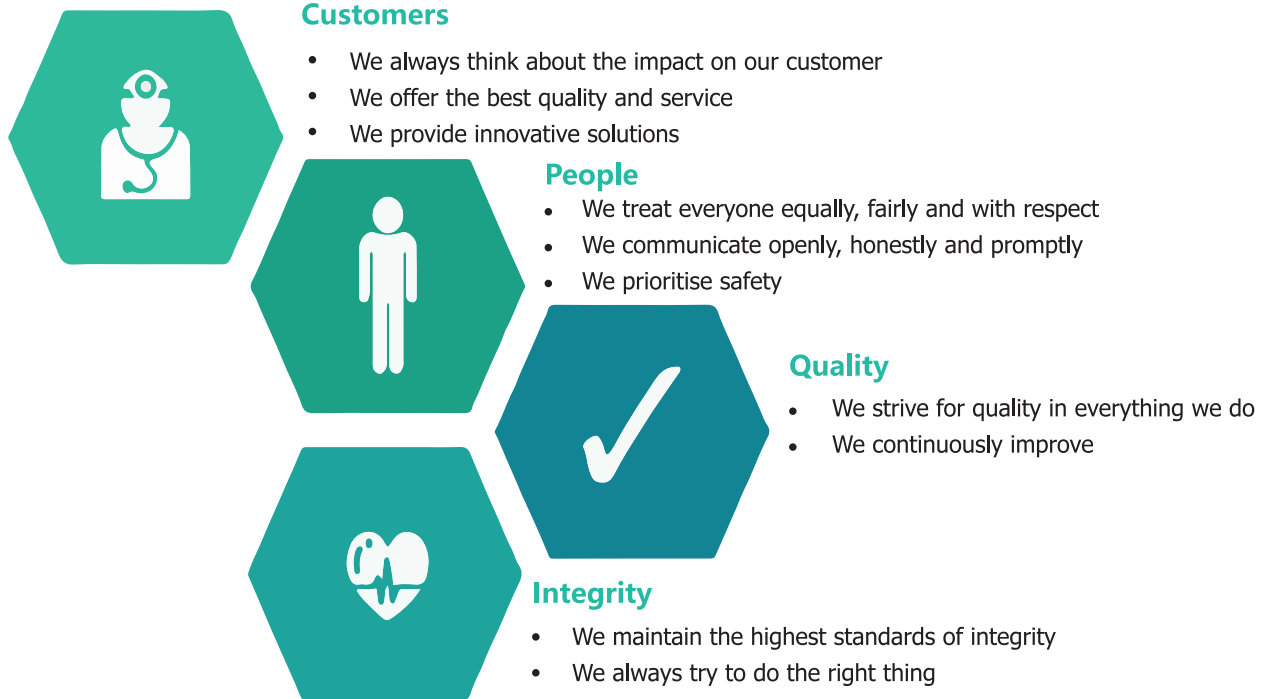 Customers
• We always think about the impact on our customer
• We offer the best quality and service
• We provide innovative solutions
People
• We treat everyone equally, fairly and with respect
• We communicate openly, honestly and promptly
• We prioritise safety
Quality
• We strive for quality in everything we do
• We continuously improve
Integrity
• We maintain the highest standards of integrity
• We always try to do the right thing